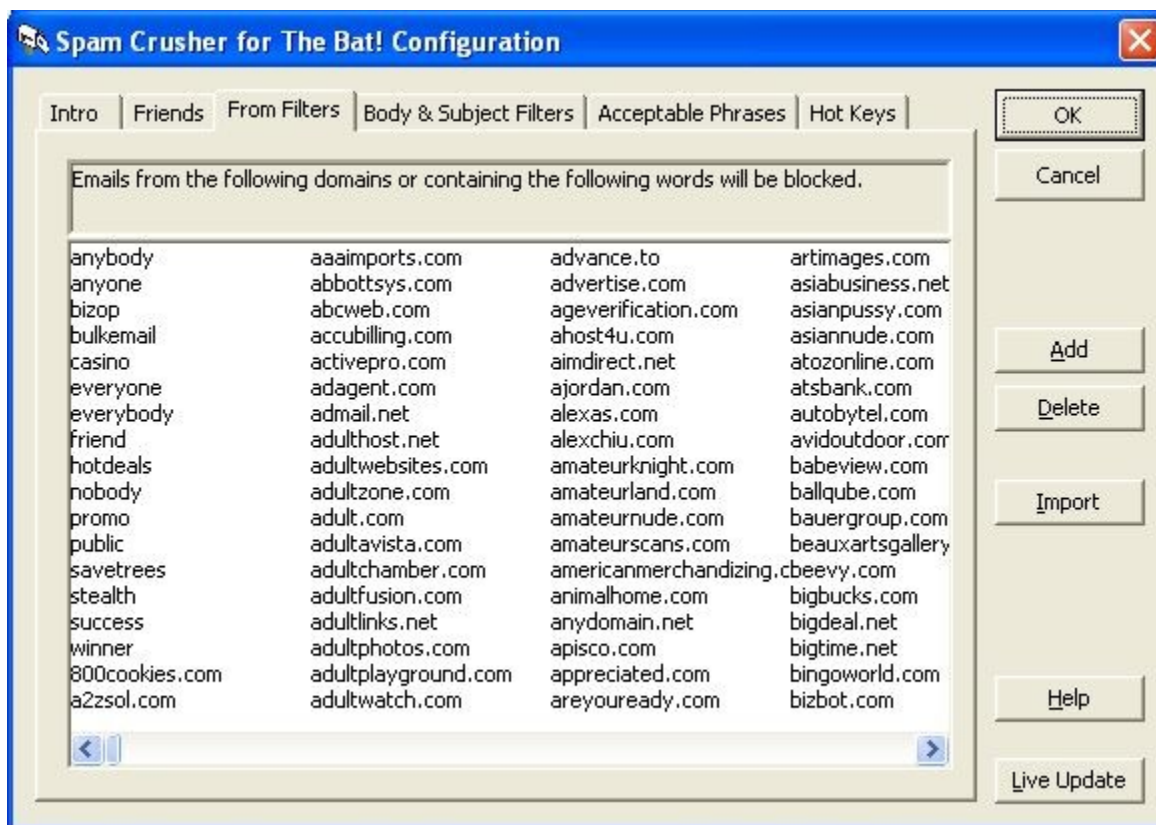 Spam Crusher for The Bat! Configuration
Intro Friends From Filters Body & Subject Filters Acceptable Phrases Hot Keys
OK
Cancel
Emails from the following domains or containing the following words will be blocked.
anybody aaaimports.com advance.to artimages.com
anyone abbottsys.com advertise.com asiabusiness.net
bizop abcweb.com ageverification.com asianpussy.com
bulkemail accubilling.com ahost4u.com asiannude.com
casino activepro.com aimdirect.net atozonline.com
everyone adagent.com ajordan.com atsbank.com
everybody admail.net alexas.com autobytel.com
friend adulthost.net alexchiu.com avidoutdoor.com
hotdeals adultwebsites.com amateurknight.com babeview.com
nobody adultzone.com amateurland.com ballqube.com
promo adult.com amateurnude.com bauergroup.com
public adultavista.com amateurscans.com beauxartsgallery
savetrees adultchamber.com americanmerchandizing.c beevy.com
stealth adultfusion.com animalhome.com bigbucks.com
success adultlinks.net anydomain.net bigdeal.net
winner adultphotos.com apisco.com bigtime.net
800cookies.com adultplayground.com appreciated.com bingoworld.com
a2zsol.com adultwatch.com areyouready.com bizbot.com
Add
Delete
Import
Help
Live Update